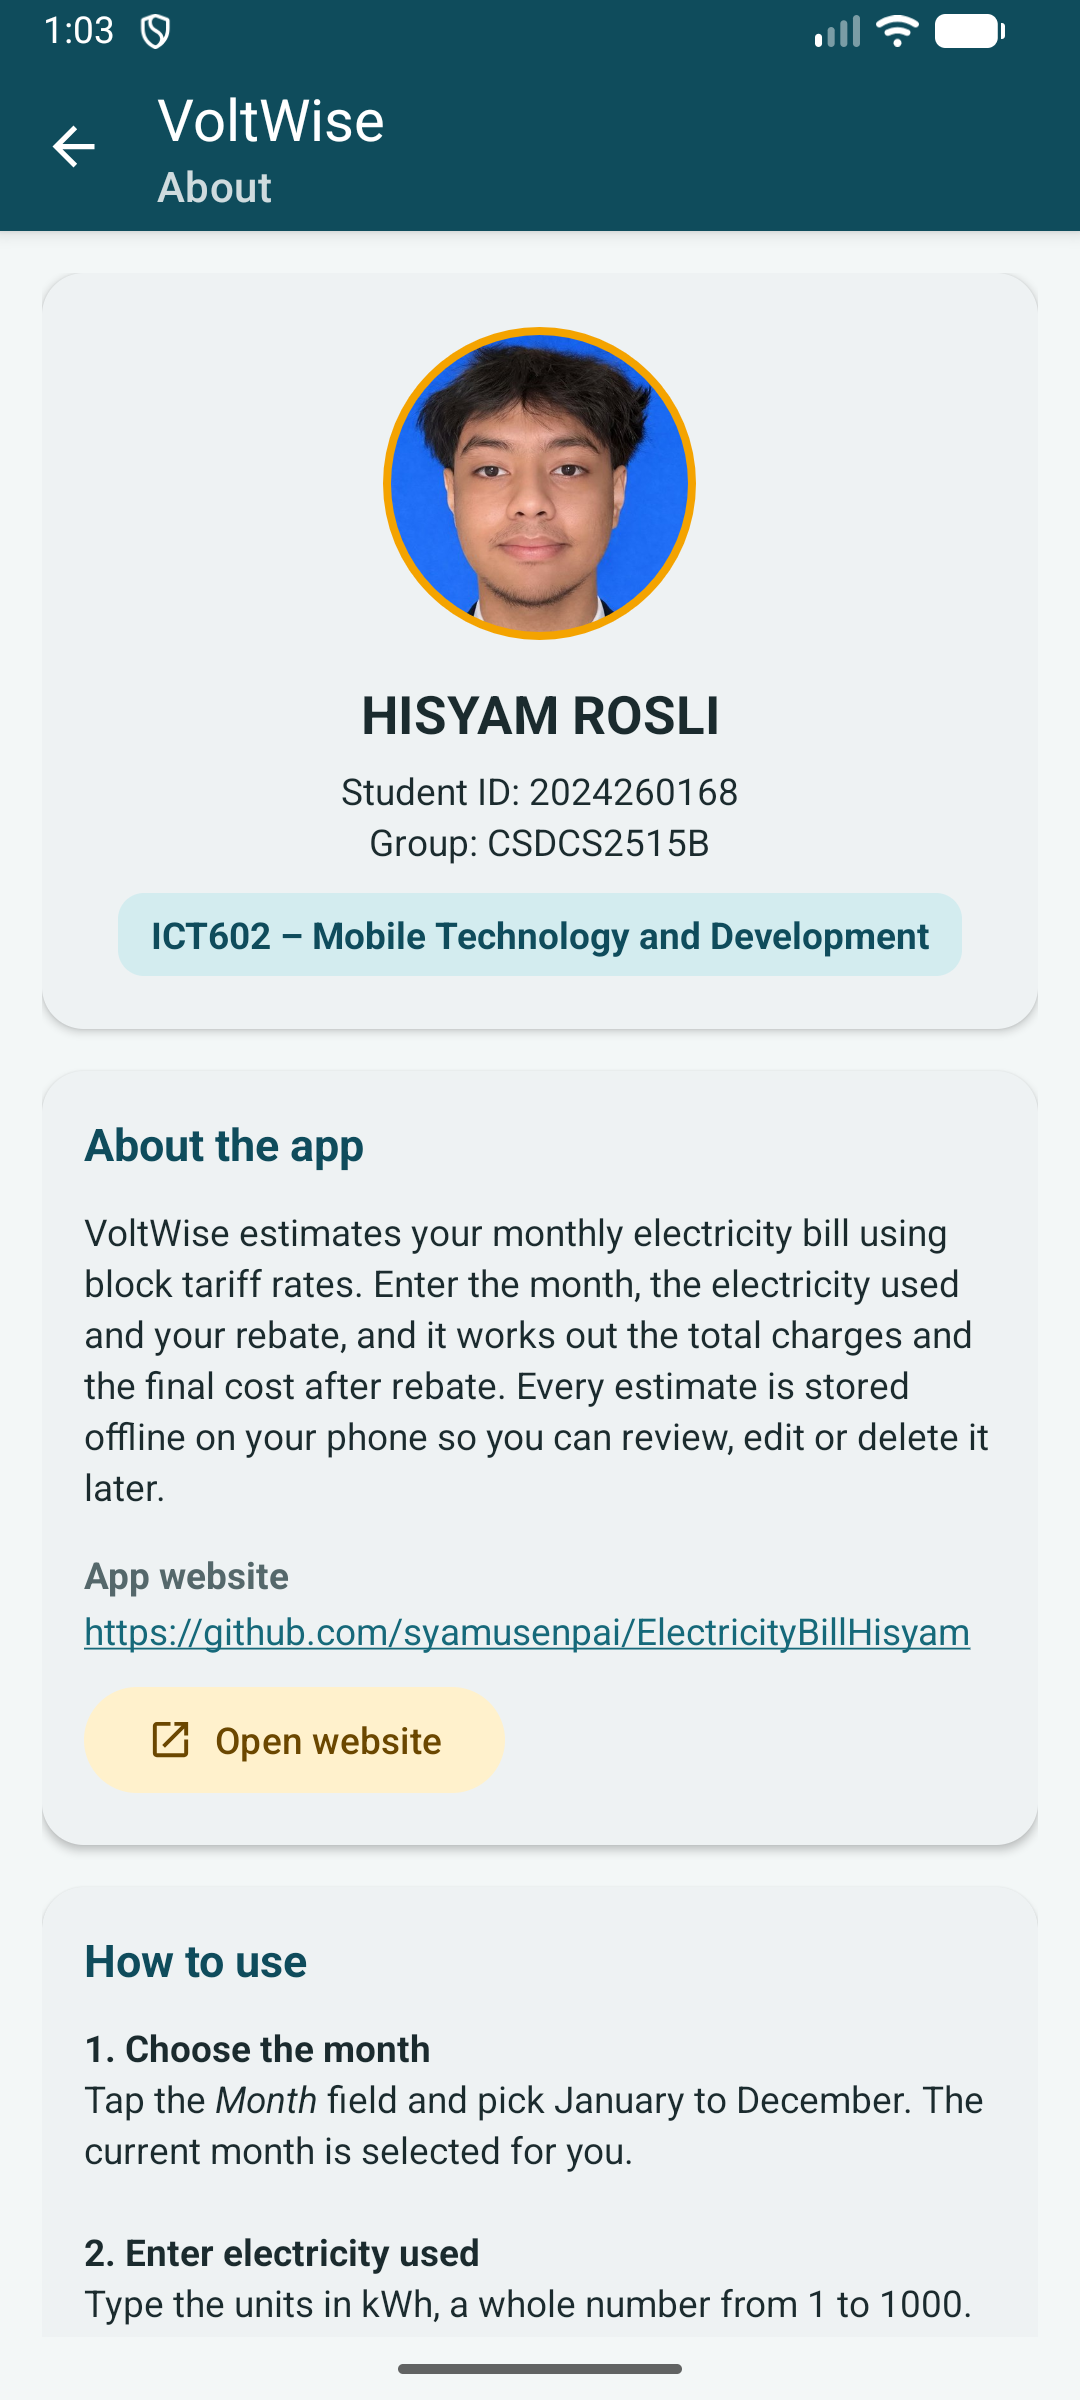 1:03
VoltWise
About
HISYAM ROSLI
Student ID: 2024260168
Group: CSDCS2515B
ICT602 – Mobile Technology and Development
About the app
VoltWise estimates your monthly electricity bill using
block tariff rates. Enter the month, the electricity used
and your rebate, and it works out the total charges and
the final cost after rebate. Every estimate is stored
offline on your phone so you can review, edit or delete it
later.
App website
https://github.com/syamusenpai/ElectricityBillHisyam
Open website
How to use
1. Choose the month
Tap the Month field and pick January to December. The
current month is selected for you.
2. Enter electricity used
Type the units in kWh, a whole number from 1 to 1000.